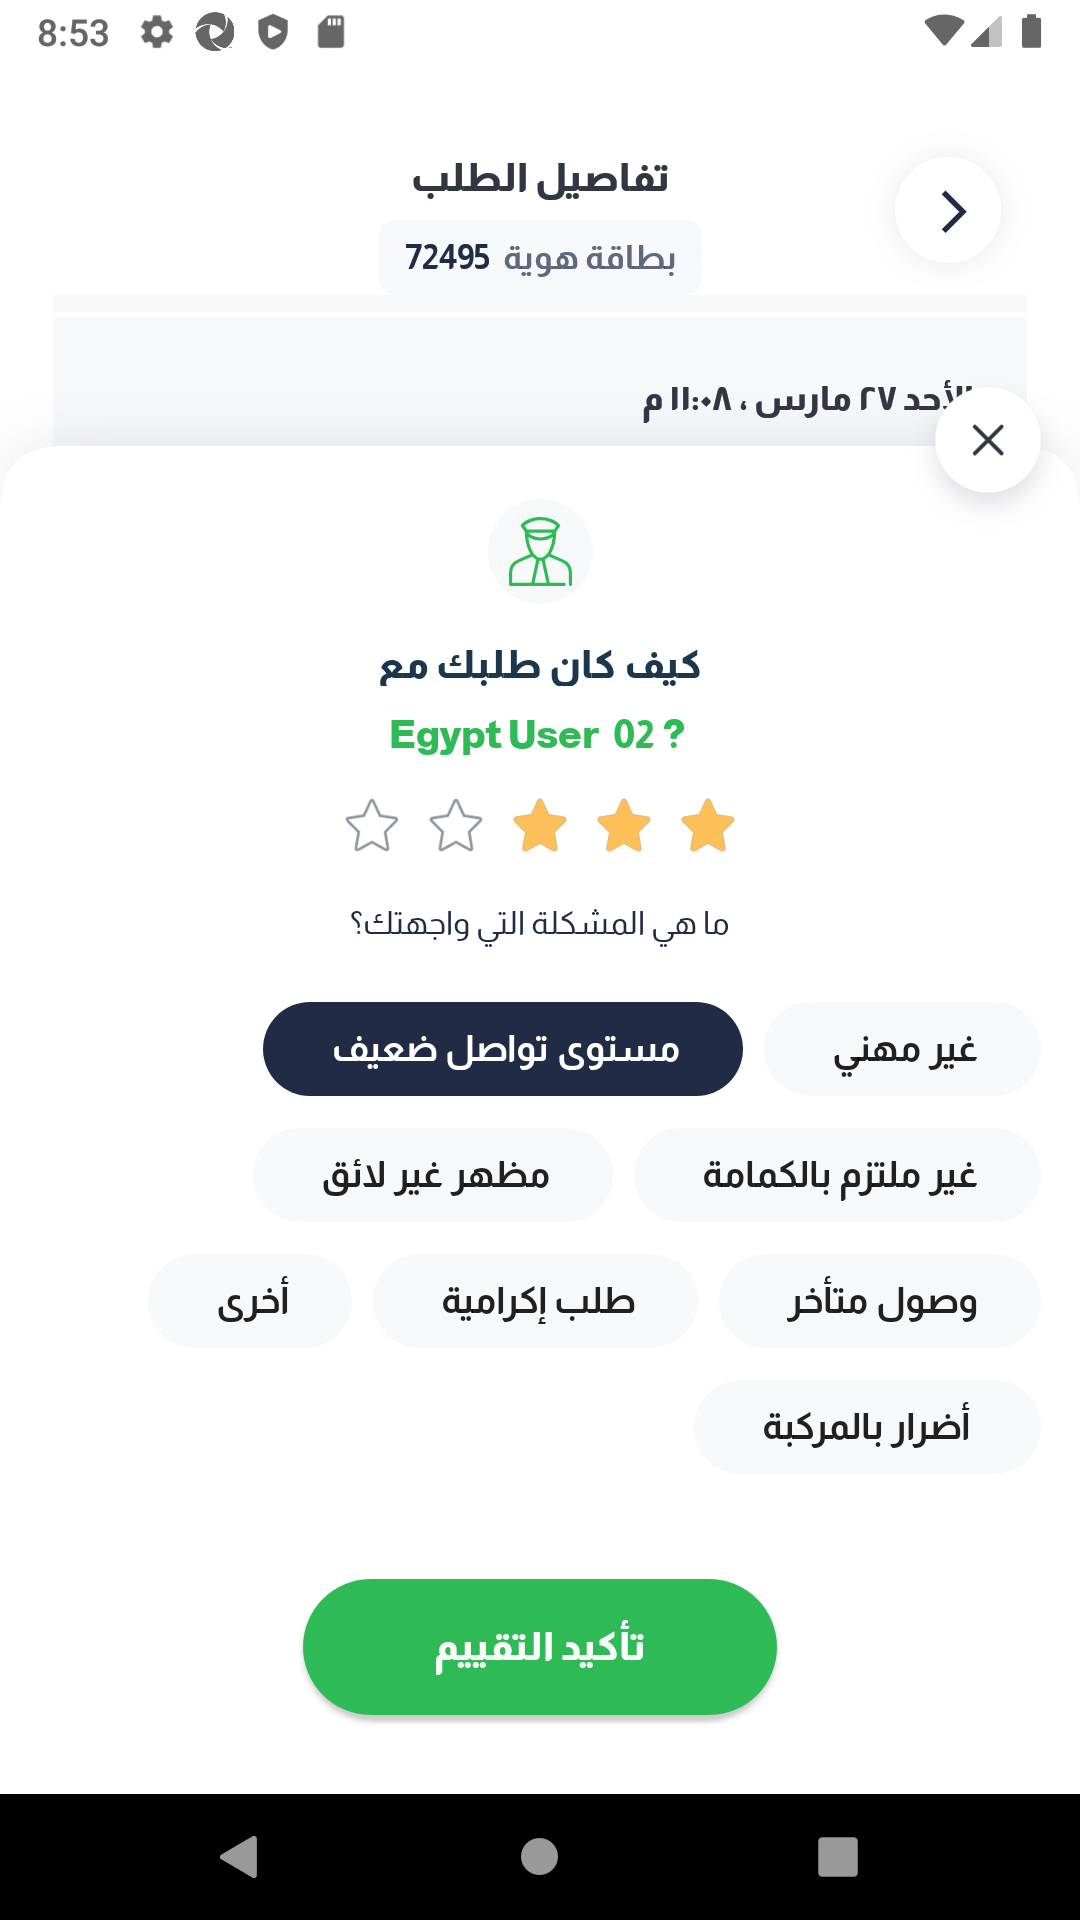 8:53
تفاصيل الطلب
بطاقة هوية 72495
الأحد ٢٧ مارس ، ١١:٠٨ م
كيف كان طلبك مع
Egypt User 02 ?
ما هي المشكلة التي واجهتك؟
غير مهني
مستوى تواصل ضعيف
غير ملتزم بالكمامة
مظهر غير لائق
وصول متأخر
طلب إكرامية
أخرى
أضرار بالمركبة
تأكيد التقييم